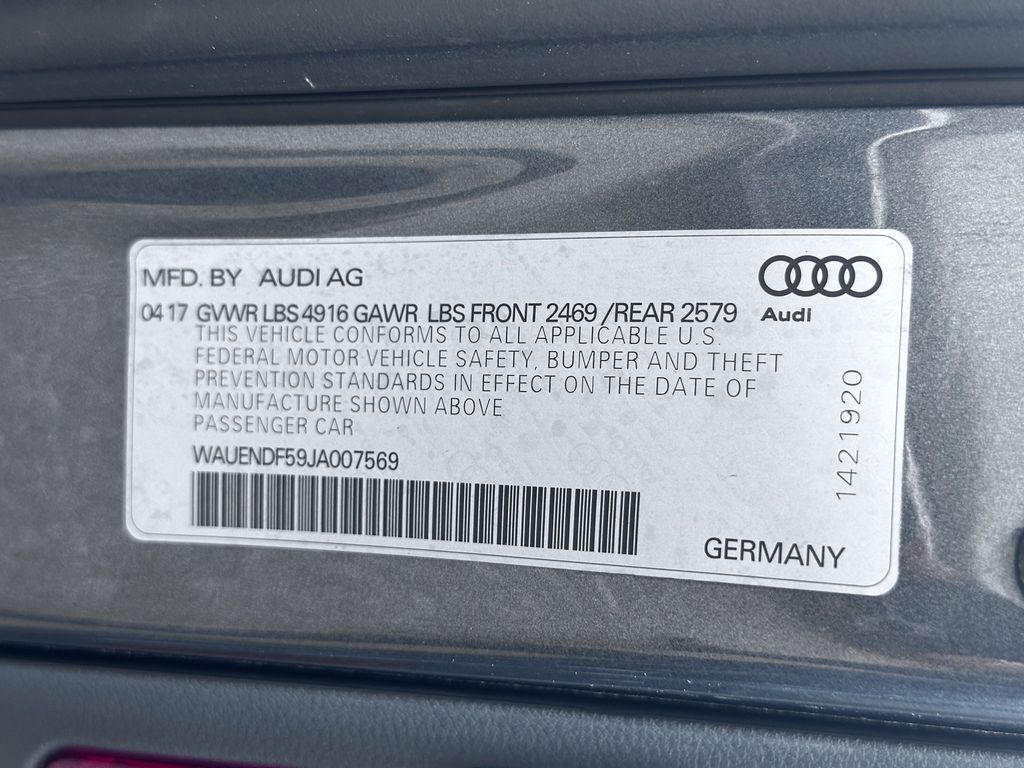 MFD. BY AUDI AG
04 17 GVWR LBS 4916 GAWR LBS FRONT 2469 /REAR 2579
Audi
THIS VEHICLE CONFORMS TO ALL APPLICABLE U.S.
FEDERAL MOTOR VEHICLE SAFETY, BUMPER AND THEFT
PREVENTION STANDARDS IN EFFECT ON THE DATE OF
MANUFACTURE SHOWN ABOVE
PASSENGER CAR
WAUENDF59JA007569
1421920
GERMANY